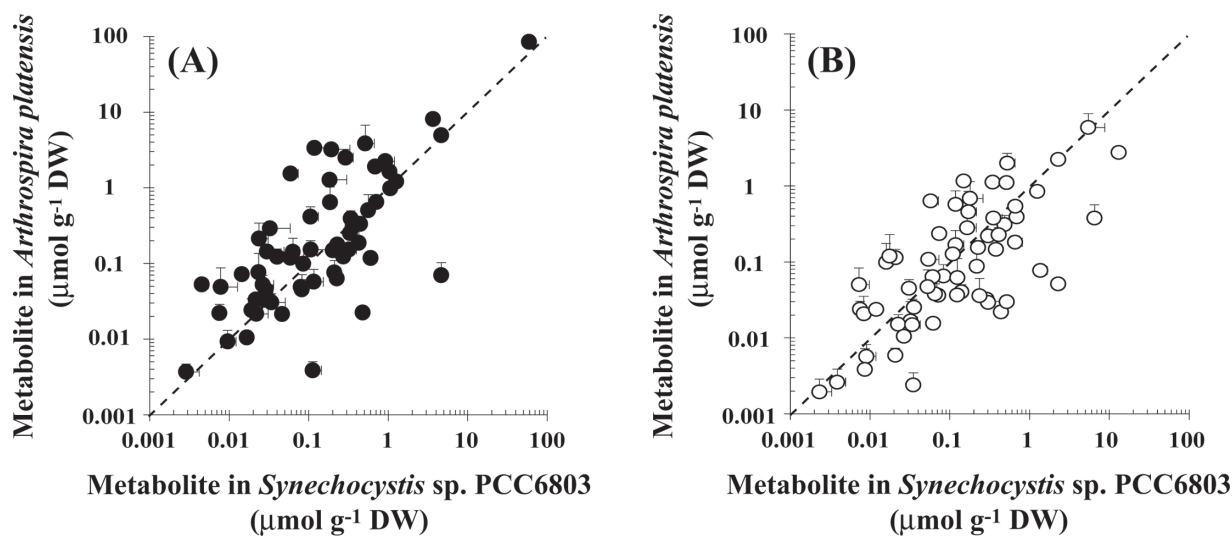 (A)
Metabolite in Arthrospira platensis
(µmol g-1 DW)
100
10
1
0.1
0.01
0.001
0.001 0.01 0.1 1 10 100
Metabolite in Synechocystis sp. PCC6803
(µmol g-1 DW)
(B)
Metabolite in Arthrospira platensis
(µmol g-1 DW)
100
10
1
0.1
0.01
0.001
0.001 0.01 0.1 1 10 100
Metabolite in Synechocystis sp. PCC6803
(µmol g-1 DW)